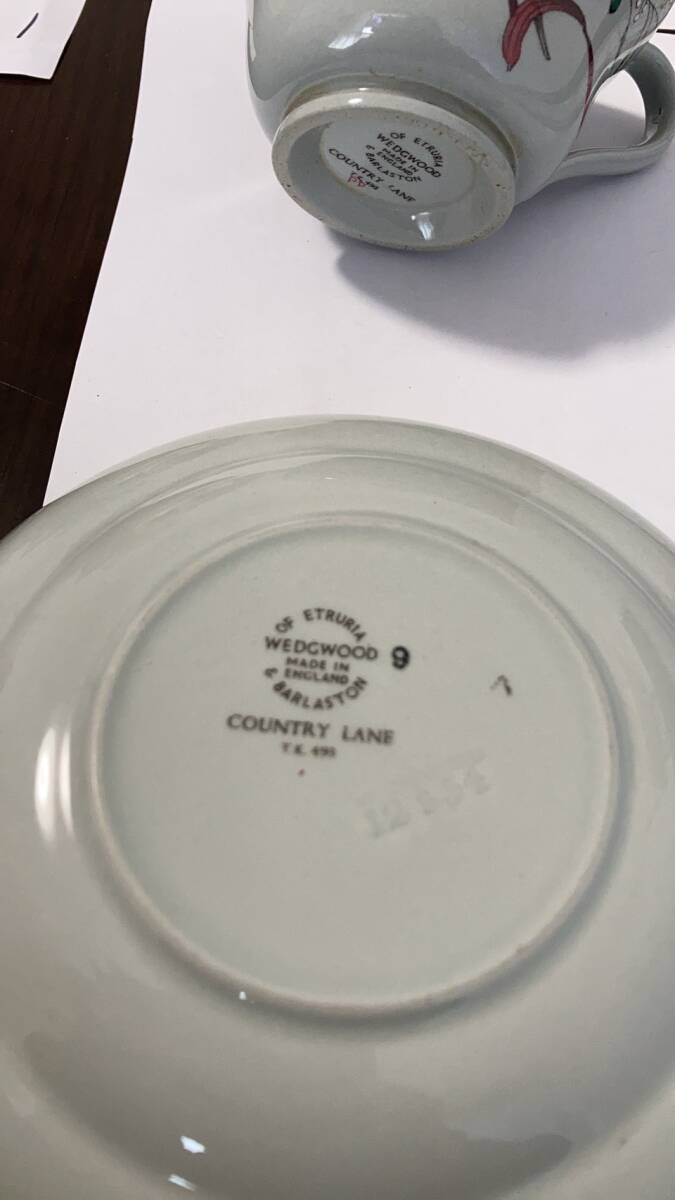 OF ETRURIA
WEDGWOOD
MADE IN
ENGLAND
& BARLASTON
COUNTRY LANE
OF ETRURIA
WEDGWOOD 9
MADE IN
ENGLAND
& BARLASTON
COUNTRY LANE
7